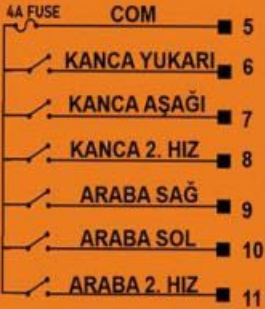 4A FUSE COM 5
KANCA YUKARI 6
KANCA AŞAĞI 7
KANCA 2. HIZ 8
ARABA SAĞ 9
ARABA SOL 10
ARABA 2. HIZ 11